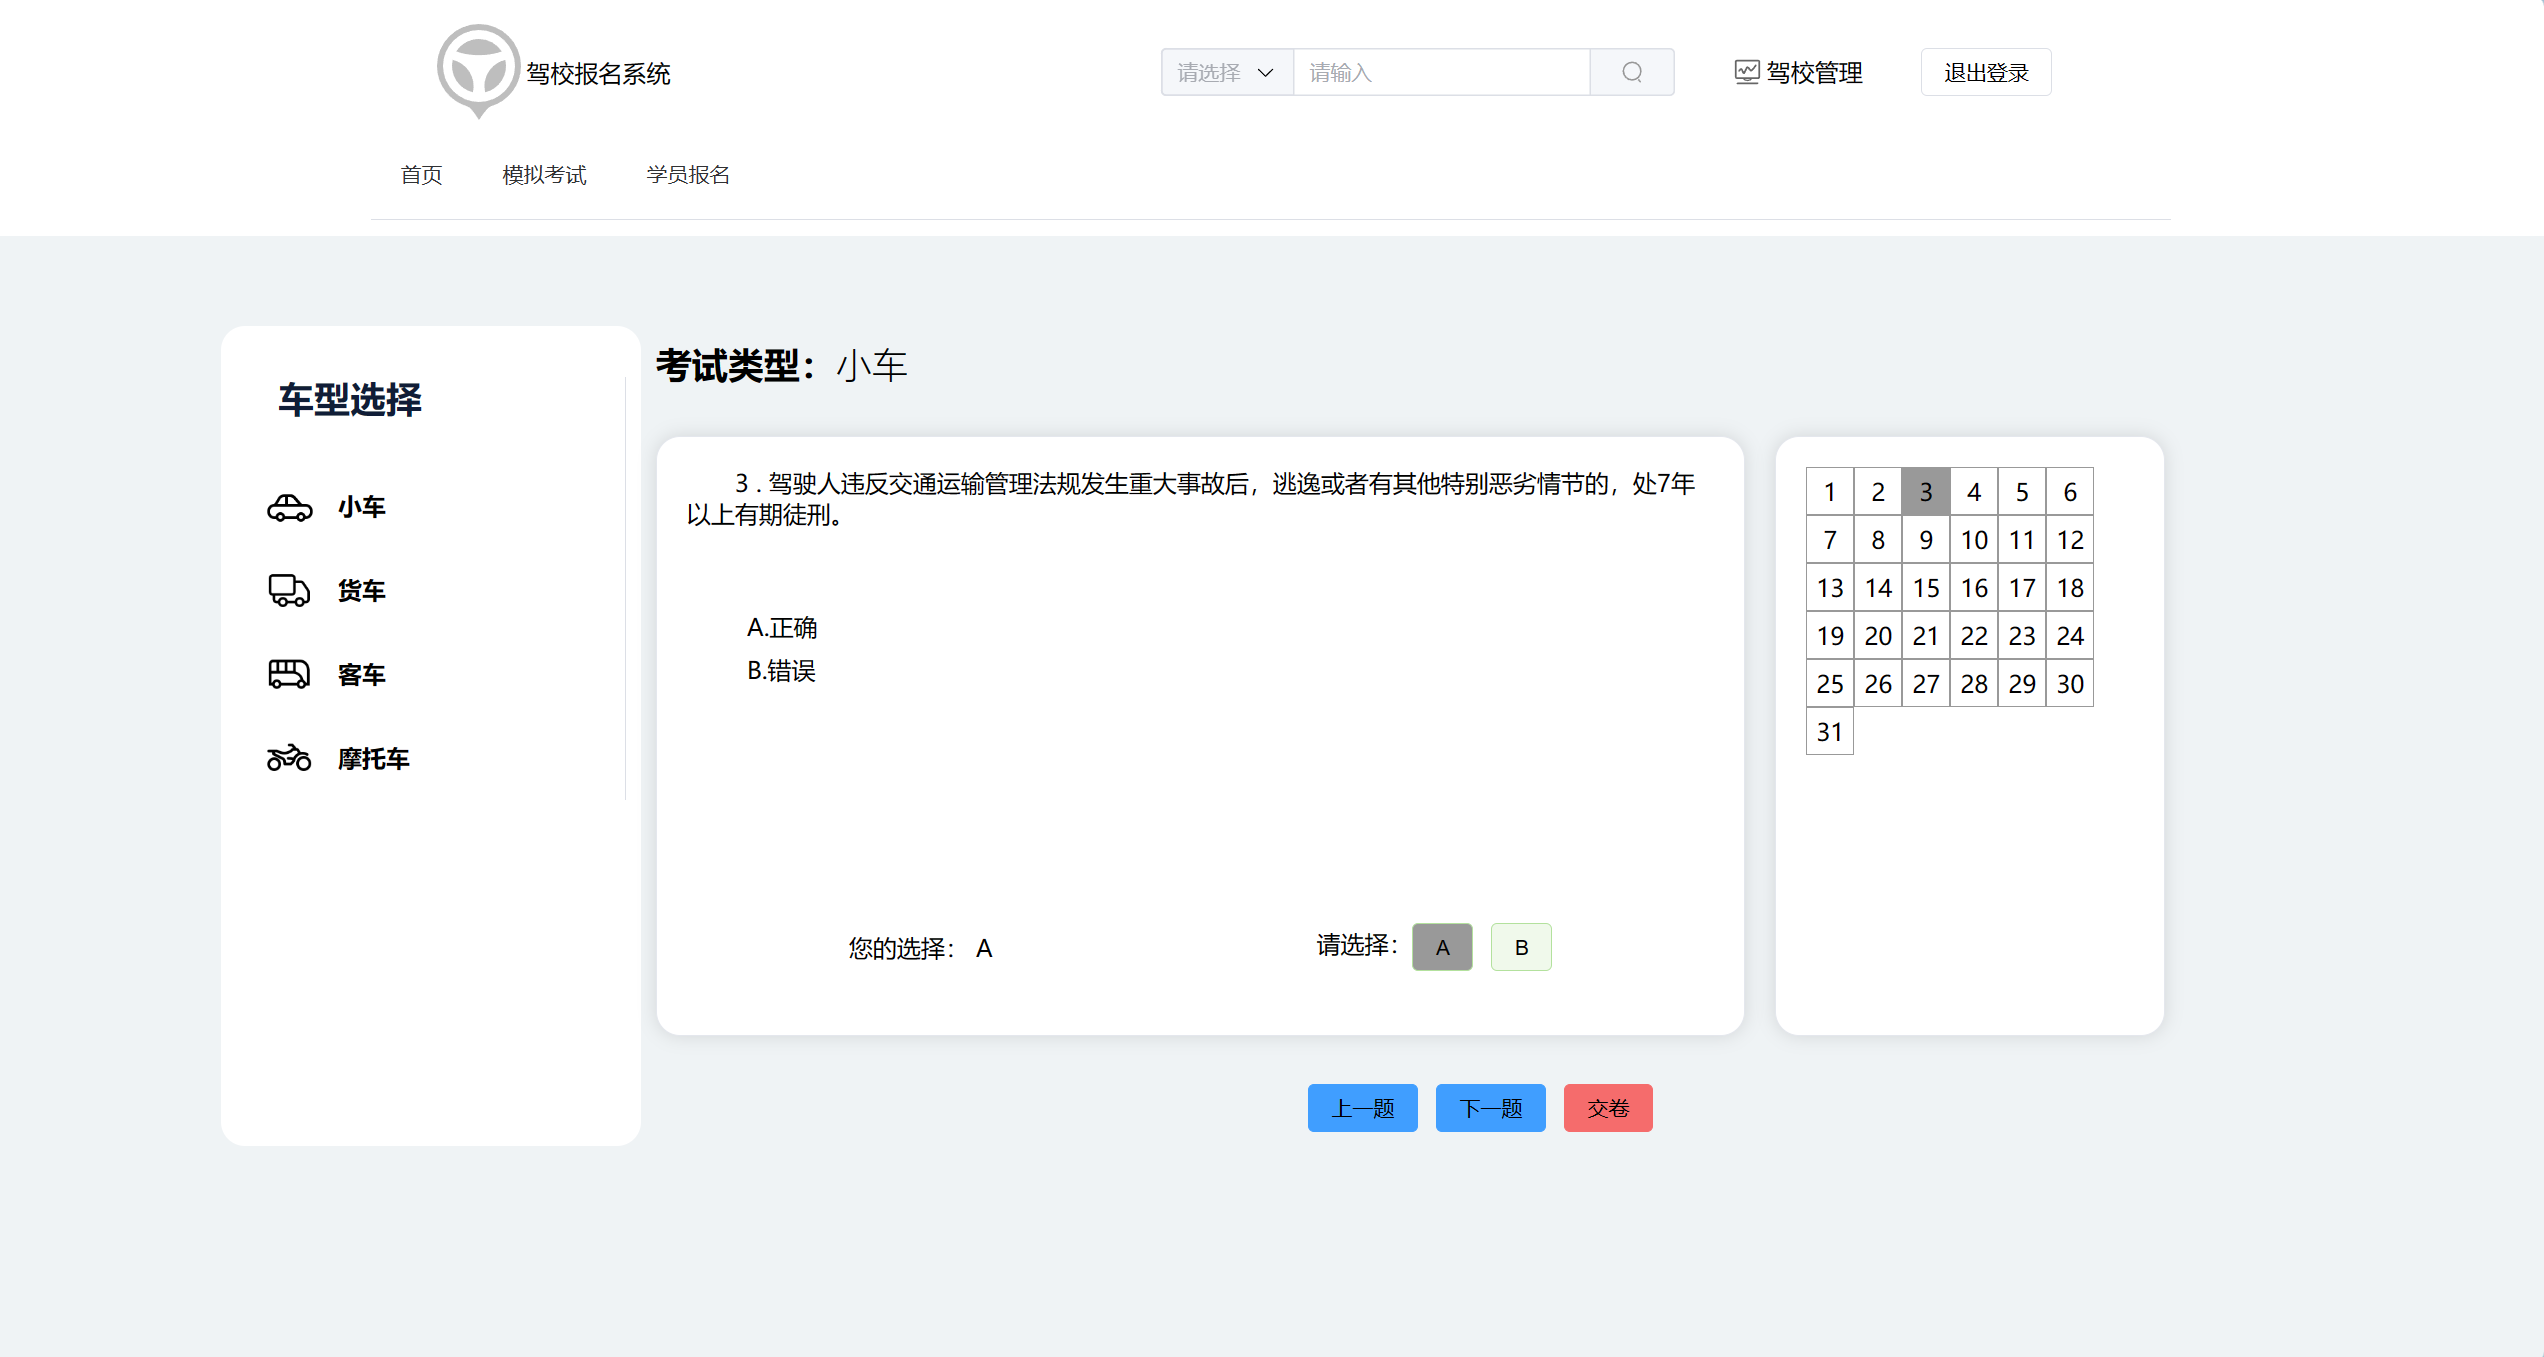 驾校报名系统
请选择
请输入
驾校管理
退出登录
首页 模拟考试 学员报名
车型选择
小车
货车
客车
摩托车
考试类型：小车
3 . 驾驶人违反交通运输管理法规发生重大事故后，逃逸或者有其他特别恶劣情节的，处7年
以上有期徒刑。
A.正确
B.错误
您的选择： A
请选择： A B
1 2 3 4 5 6
7 8 9 10 11 12
13 14 15 16 17 18
19 20 21 22 23 24
25 26 27 28 29 30
31
上一题 下一题 交卷